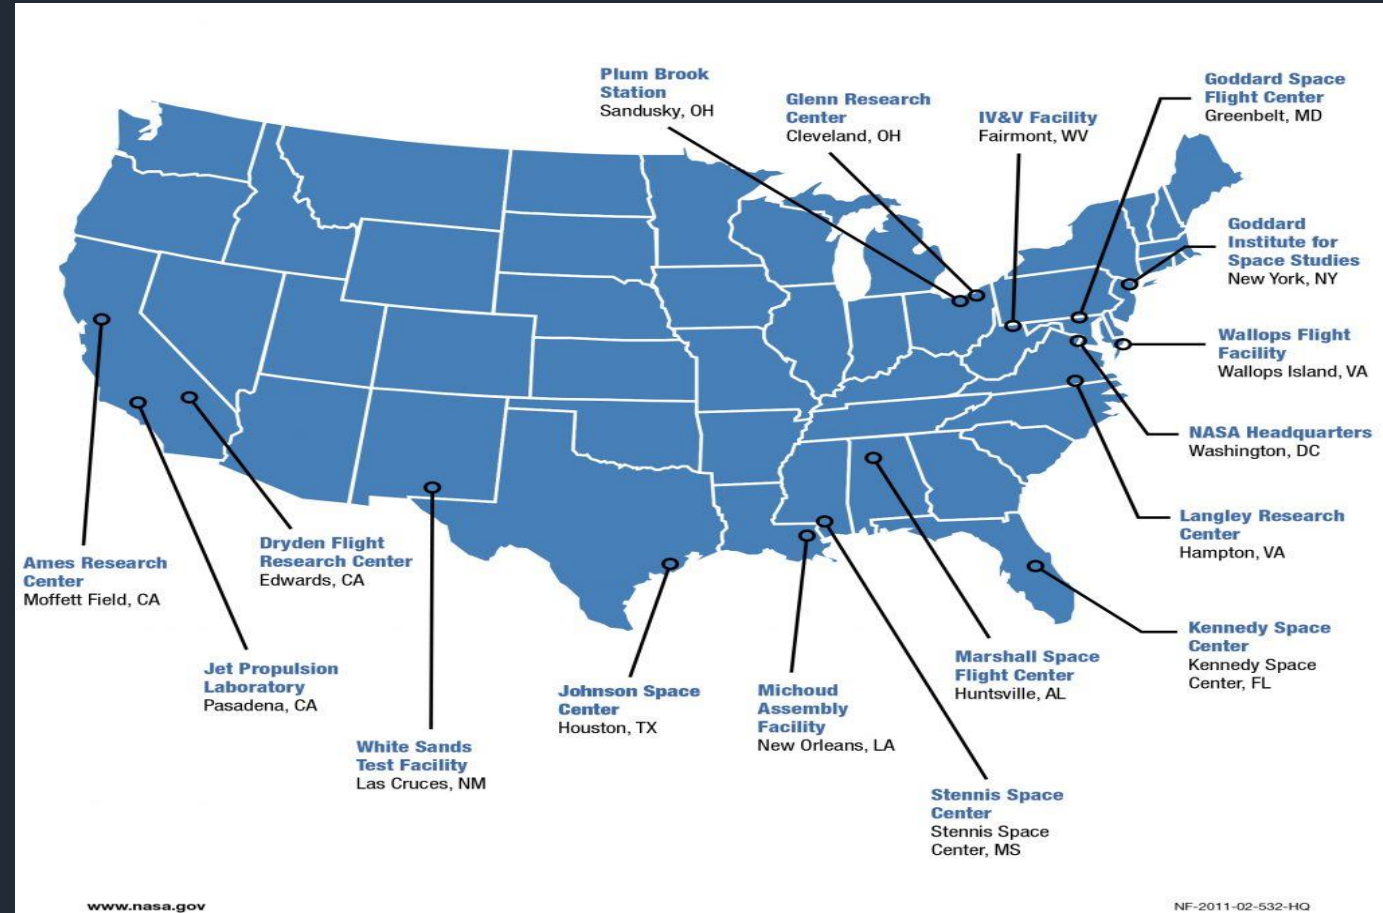 Plum Brook
Station
Sandusky, OH
Glenn Research
Center
Cleveland, OH
IV&V Facility
Fairmont, WV
Goddard Space
Flight Center
Greenbelt, MD
Goddard
Institute for
Space Studies
New York, NY
Wallops Flight
Facility
Wallops Island, VA
NASA Headquarters
Washington, DC
Langley Research
Center
Hampton, VA
Kennedy Space
Center
Kennedy Space
Center, FL
Ames Research
Center
Moffett Field, CA
Dryden Flight
Research Center
Edwards, CA
Jet Propulsion
Laboratory
Pasadena, CA
White Sands
Test Facility
Las Cruces, NM
Johnson Space
Center
Houston, TX
Michoud
Assembly
Facility
New Orleans, LA
Marshall Space
Flight Center
Huntsville, AL
Stennis Space
Center
Stennis Space
Center, MS
www.nasa.gov
NF-2011-02-532-HQ